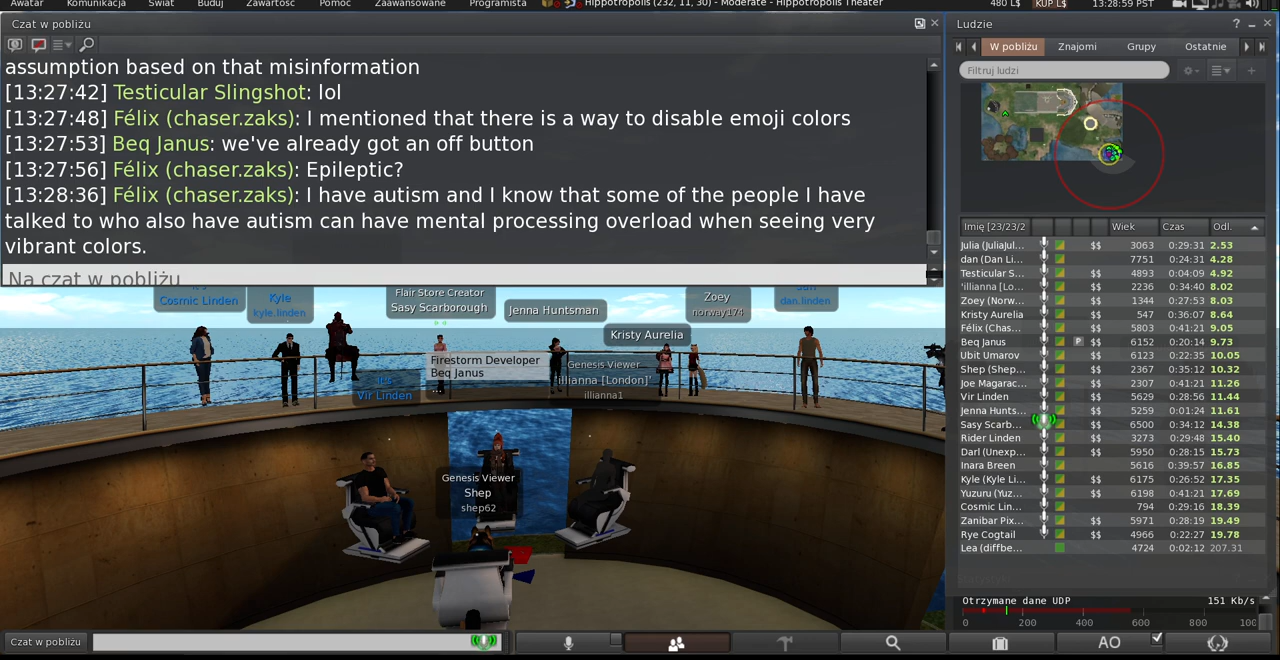 Awatar Komunikacja Świat Buduj Zawartość Pomoc Zaawansowane Programista Hippotropolis (232, 11, 30) - Moderate - Hippotropolis Theater 480 L$ KUP L$ 13:28:59 PST
Czat w pobliżu
assumption based on that misinformation
[13:27:42] Testicular Slingshot: lol
[13:27:48] Félix (chaser.zaks): I mentioned that there is a way to disable emoji colors
[13:27:53] Beq Janus: we've already got an off button
[13:27:56] Félix (chaser.zaks): Epileptic?
[13:28:36] Félix (chaser.zaks): I have autism and I know that some of the people I have
talked to who also have autism can have mental processing overload when seeing very
vibrant colors.
Na czat w pobliżu
Cosmic Linden
Kyle
kyle.linden
Flair Store Creator
Sasy Scarborough
Jenna Huntsman
Zoey
norway174
dan.linden
Kristy Aurelia
Firestorm Developer
Beq Janus
Genesis Viewer
'illianna [London]'
illianna1
Vir Linden
Genesis Viewer
Shep
shep62
Czat w pobliżu
Ludzie
W pobliżu Znajomi Grupy Ostatnie
Filtruj ludzi
Imię [23/23/2 Wiek Czas Odl.
Julia (JuliaJul... $$ 3063 0:29:31 2.53
dan (Dan Li... 7751 0:24:31 4.28
Testicular S... $$ 4893 0:04:09 4.92
'illianna [Lo... $$ 2236 0:34:40 8.02
Zoey (Norw... $$ 1344 0:27:53 8.03
Kristy Aurelia 547 0:36:07 8.64
Félix (Chas... $$ 5803 0:41:21 9.05
Beq Janus P $$ 6152 0:20:14 9.73
Ubit Umarov $$ 6123 0:22:35 10.05
Shep (Shep... $$ 2367 0:35:12 10.32
Joe Magarac... $$ 2307 0:41:21 11.26
Vir Linden $$ 5629 0:28:56 11.44
Jenna Hunts... $$ 5259 0:01:24 11.61
Sasy Scarb... $$ 6500 0:34:12 14.38
Rider Linden $$ 3273 0:29:48 15.40
Darl (Unexp... $$ 5950 0:28:15 15.73
Inara Breen 5616 0:39:57 16.85
Kyle (Kyle Li... $$ 6175 0:26:52 17.35
Yuzuru (Yuz... $$ 6198 0:41:21 17.69
Cosmic Lin... 794 0:29:16 18.39
Zanibar Pix... $$ 5971 0:28:19 19.49
Rye Cogtail $$ 4966 0:22:27 19.78
Lea (diffbe... 4724 0:02:12 207.31
Otrzymane dane UDP 151 Kb/s
0 200 400 600 800
AO